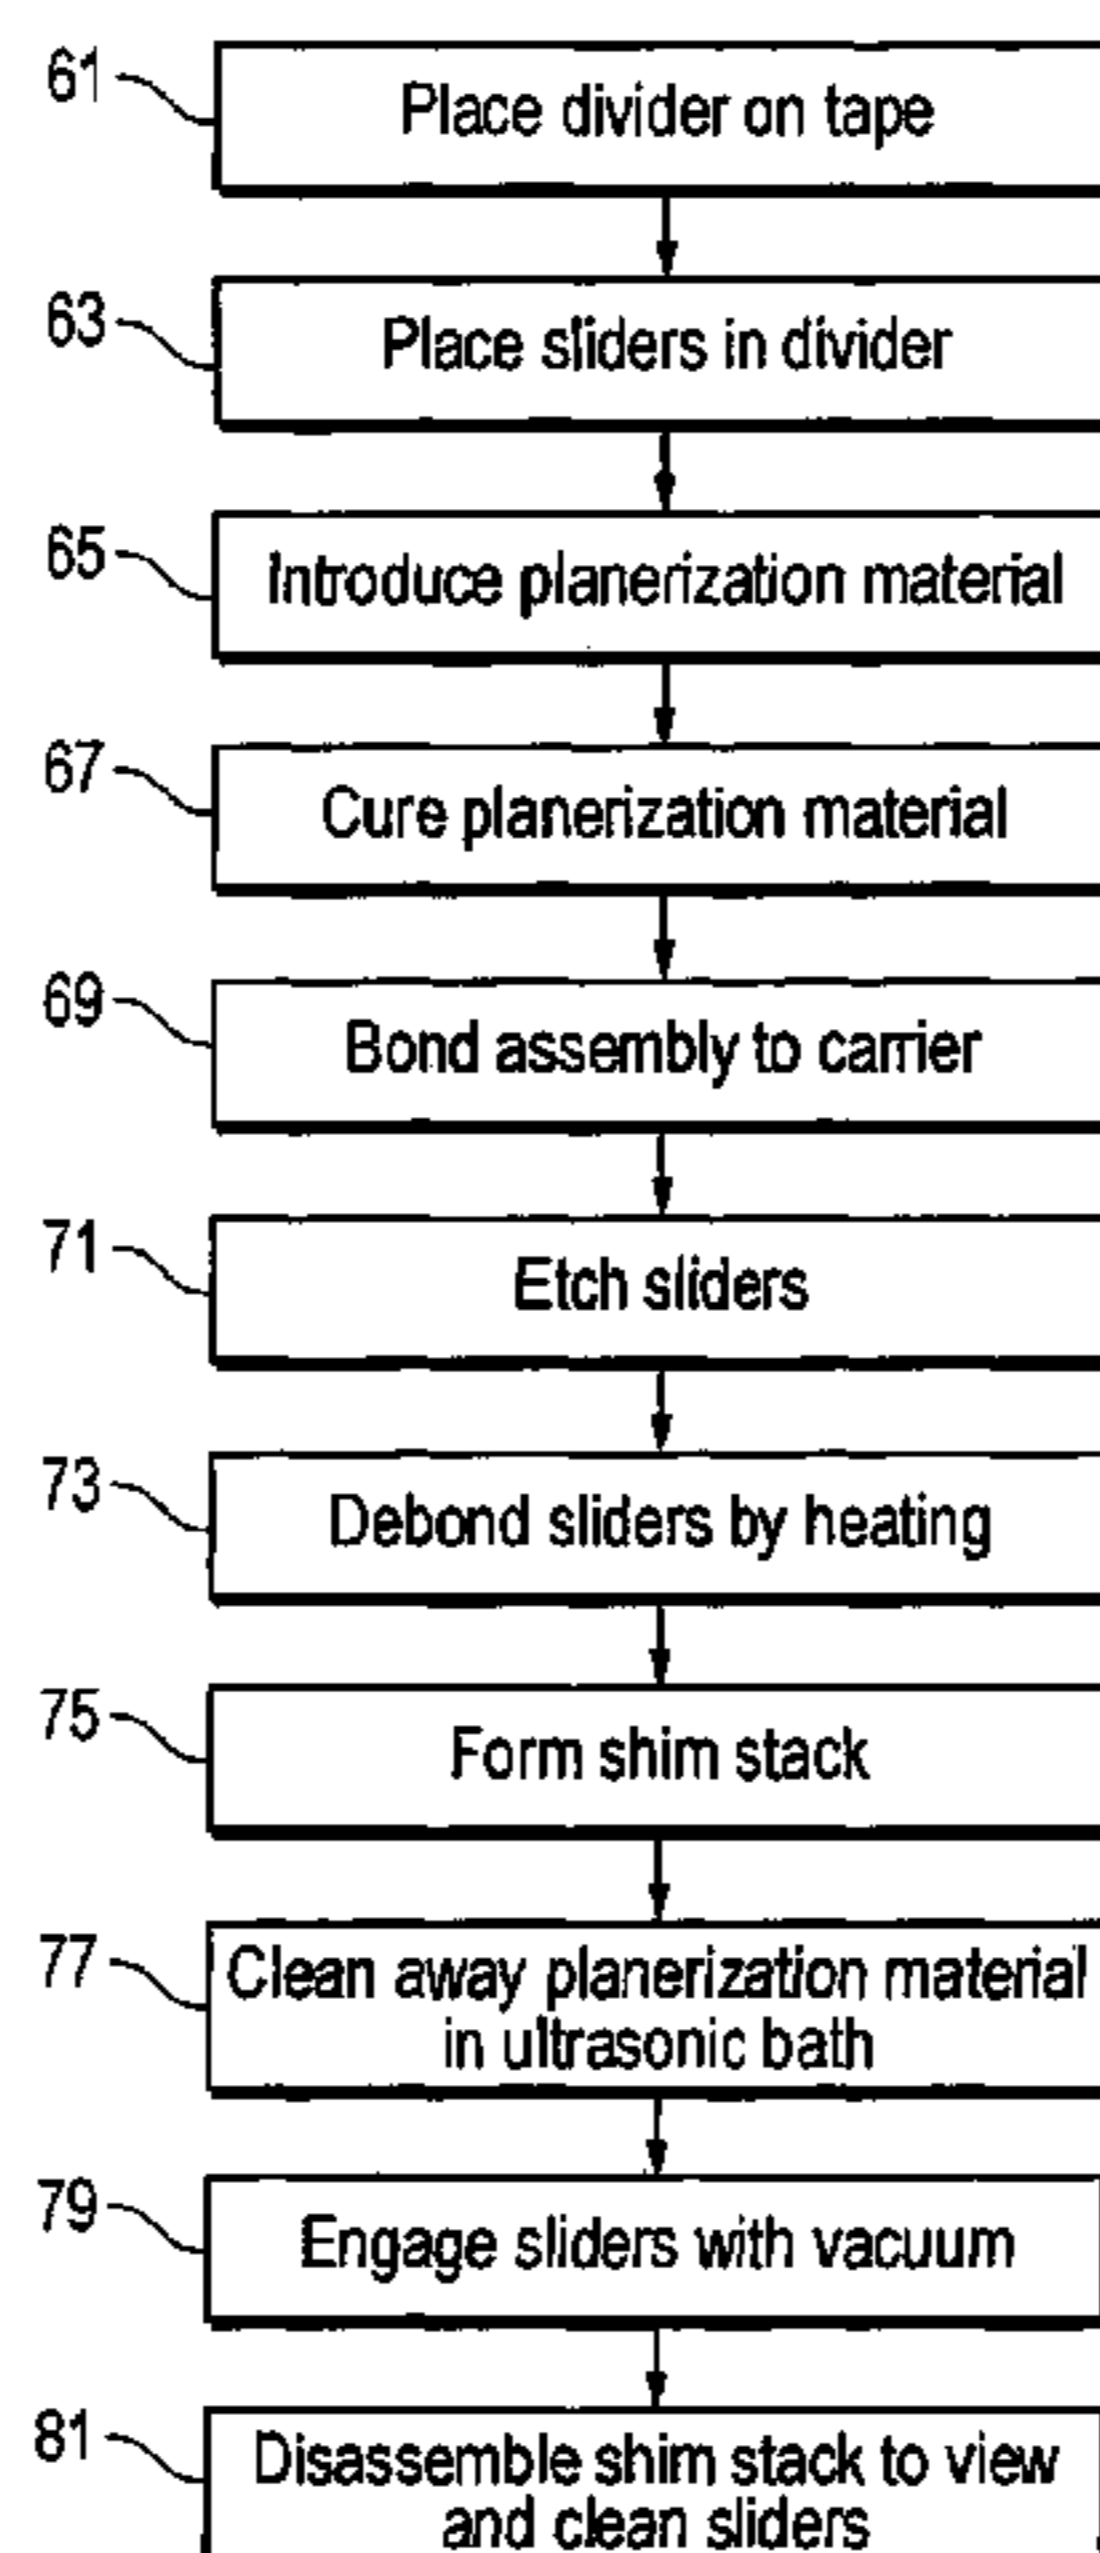 61
Place divider on tape
63
Place sliders in divider
65
Introduce planerization material
67
Cure planerization material
69
Bond assembly to carrier
71
Etch sliders
73
Debond sliders by heating
75
Form shim stack
77
Clean away planerization material
in ultrasonic bath
79
Engage sliders with vacuum
81
Disassemble shim stack to view
and clean sliders